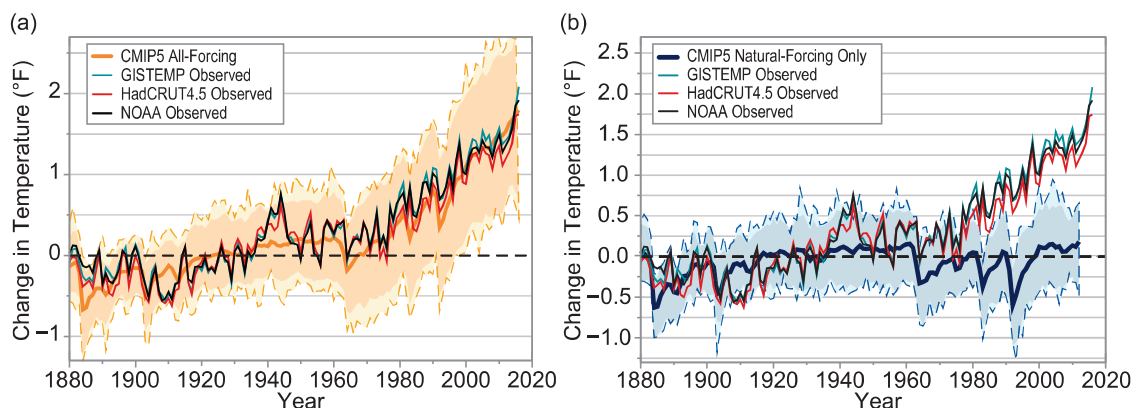 (a)
Change in Temperature (°F)
CMIP5 All-Forcing
GISTEMP Observed
HadCRUT4.5 Observed
NOAA Observed
2
1
0
−1
1880 1900 1920 1940 1960 1980 2000 2020
Year
(b)
Change in Temperature (°F)
CMIP5 Natural-Forcing Only
GISTEMP Observed
HadCRUT4.5 Observed
NOAA Observed
2.5
2.0
1.5
1.0
0.5
0.0
−0.5
−1.0
1880 1900 1920 1940 1960 1980 2000 2020
Year